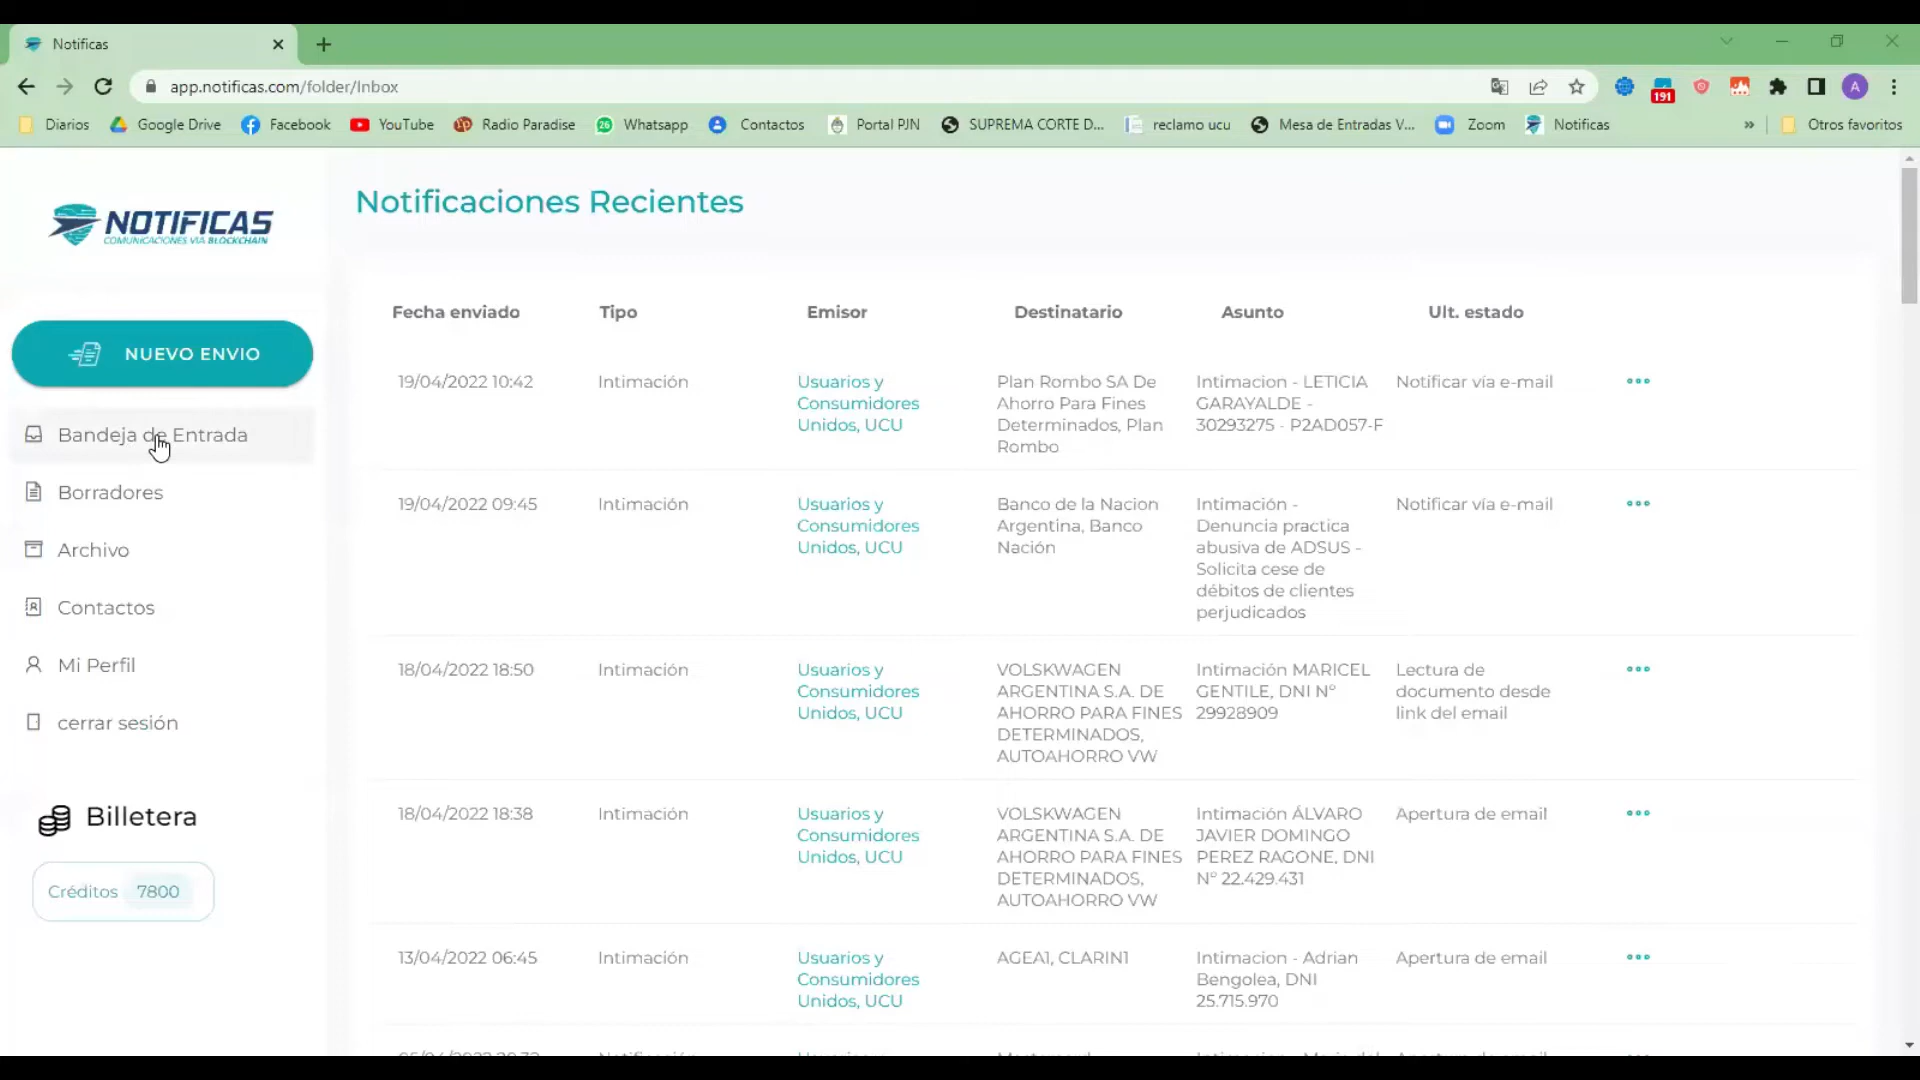 Notificas
app.notificas.com/folder/Inbox
191
A
Diarios
Google Drive
Facebook
YouTube
Radio Paradise
26
Whatsapp
Contactos
Portal PJN
SUPREMA CORTE D...
reclamo ucu
Mesa de Entradas V...
Zoom
Notificas
»
Otros favoritos
NOTIFICAS
COMUNICACIONES VIA BLOCKCHAIN
NUEVO ENVIO
Bandeja de Entrada
Borradores
Archivo
Contactos
Mi Perfil
cerrar sesión
Billetera
Créditos 7800
Notificaciones Recientes
Fecha enviado
Tipo
Emisor
Destinatario
Asunto
Ult. estado
19/04/2022 10:42
Intimación
Usuarios y
Consumidores
Unidos, UCU
Plan Rombo SA De
Ahorro Para Fines
Determinados, Plan
Rombo
Intimacion - LETICIA
GARAYALDE -
30293275 - P2AD057-F
Notificar vía e-mail
19/04/2022 09:45
Intimación
Usuarios y
Consumidores
Unidos, UCU
Banco de la Nacion
Argentina, Banco
Nación
Intimación -
Denuncia practica
abusiva de ADSUS -
Solicita cese de
débitos de clientes
perjudicados
Notificar vía e-mail
18/04/2022 18:50
Intimación
Usuarios y
Consumidores
Unidos, UCU
VOLSKWAGEN
ARGENTINA S.A. DE
AHORRO PARA FINES
DETERMINADOS,
AUTOAHORRO VW
Intimación MARICEL
GENTILE, DNI N°
29928909
Lectura de
documento desde
link del email
18/04/2022 18:38
Intimación
Usuarios y
Consumidores
Unidos, UCU
VOLSKWAGEN
ARGENTINA S.A. DE
AHORRO PARA FINES
DETERMINADOS,
AUTOAHORRO VW
Intimación ÁLVARO
JAVIER DOMINGO
PEREZ RAGONE, DNI
N° 22.429.431
Apertura de email
13/04/2022 06:45
Intimación
Usuarios y
Consumidores
Unidos, UCU
AGEA1, CLARIN1
Intimacion - Adrian
Bengolea, DNI
25.715.970
Apertura de email